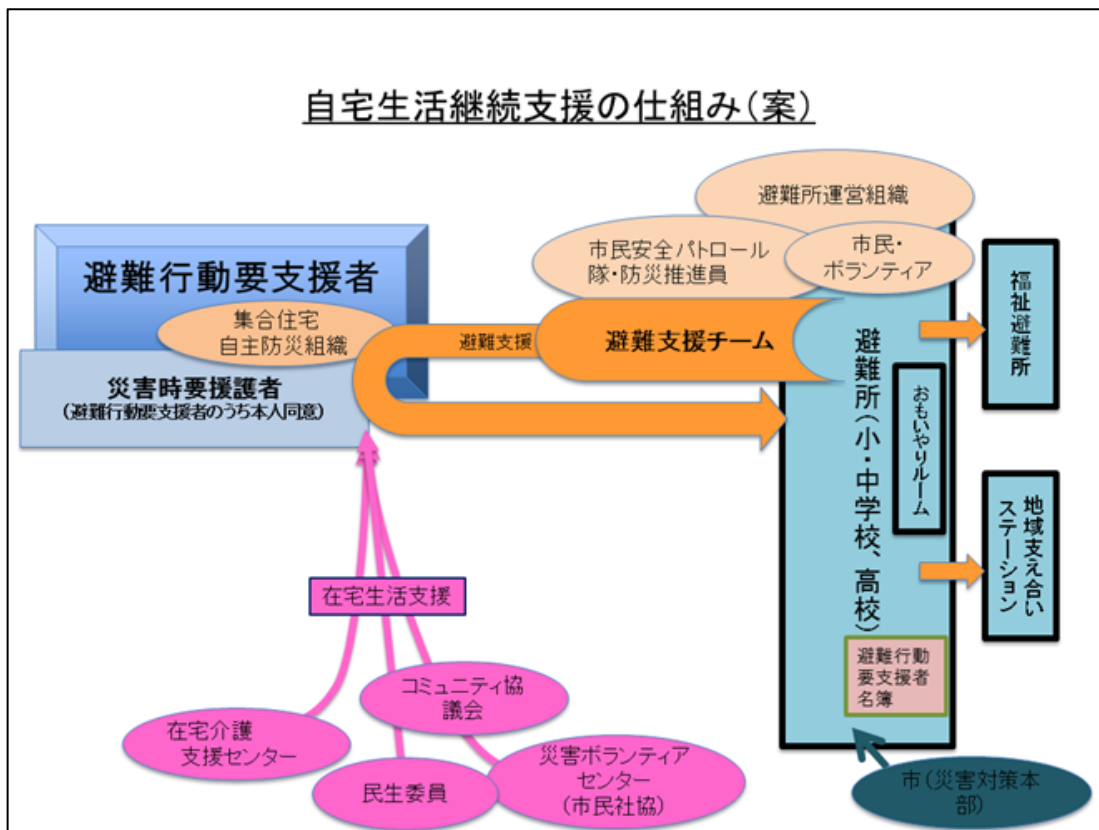 自宅生活継続支援の仕組み(案)
避難所運営組織
市民安全パトロール
隊・防災推進員
市民・
ボランティア
避難行動要支援者
集合住宅
自主防災組織
災害時要援護者
(避難行動要支援者のうち本人同意)
避難支援
避難支援チーム
避難所(小・中学校、高校)
おもいやりルーム
福祉避難所
地域支え合い
ステーション
避難行動
要支援者
名簿
在宅生活支援
コミュニティ協
議会
在宅介護
支援センター
民生委員
災害ボランティア
センター
(市民社協)
市(災害対策本
部)